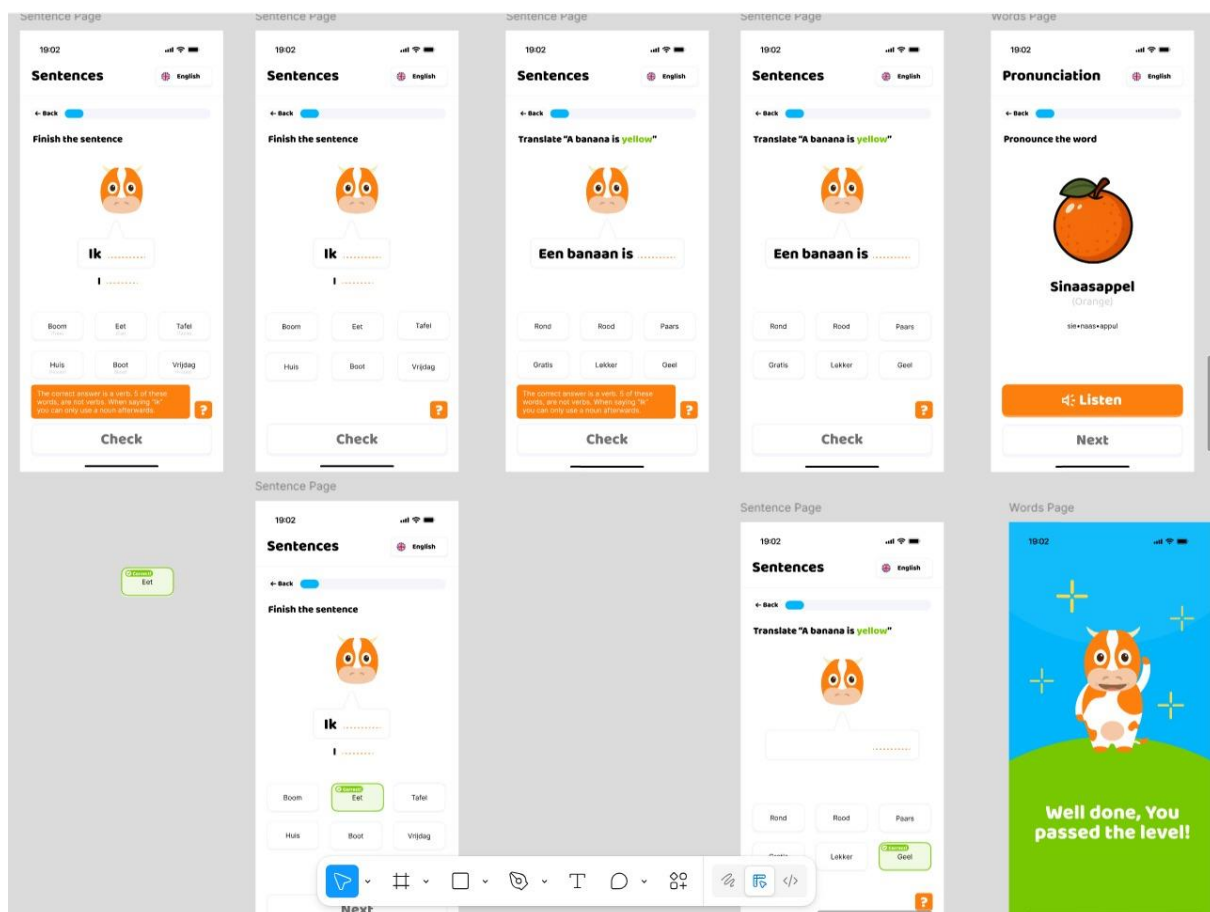 Sentence Page
Sentence Page
Sentence Page
Sentence Page
Words Page
19:02
Sentences
English
← Back
Finish the sentence
Ik ..........
I ..........
Boom
Eet
Tafel
Huis
Boot
Vrijdag
The correct answer is a verb. 5 of these
words, are not verbs. When saying "ik"
you can only use a noun afterwards.
?
Check
19:02
Sentences
English
← Back
Finish the sentence
Ik ..........
I ..........
Boom
Eet
Tafel
Huis
Boot
Vrijdag
?
Check
19:02
Sentences
English
← Back
Translate "A banana is yellow"
Een banaan is ..........
Rond
Rood
Paars
Gratis
Lekker
Geel
The correct answer is a verb. 5 of these
words, are not verbs. When saying "ik"
you can only use a noun afterwards.
?
Check
19:02
Sentences
English
← Back
Translate "A banana is yellow"
Een banaan is ..........
Rond
Rood
Paars
Gratis
Lekker
Geel
?
Check
19:02
Pronunciation
English
← Back
Pronounce the word
Sinaasappel
(Orange)
sie•naas•appul
Listen
Next
Correct!
Eet
Sentence Page
19:02
Sentences
English
← Back
Finish the sentence
Ik ..........
I ..........
Boom
Correct!
Eet
Tafel
Huis
Boot
Vrijdag
Next
Sentence Page
19:02
Sentences
English
← Back
Translate "A banana is yellow"
..........
Rond
Rood
Paars
Gratis
Lekker
Correct!
Geel
?
Words Page
19:02
Well done, You
passed the level!
T